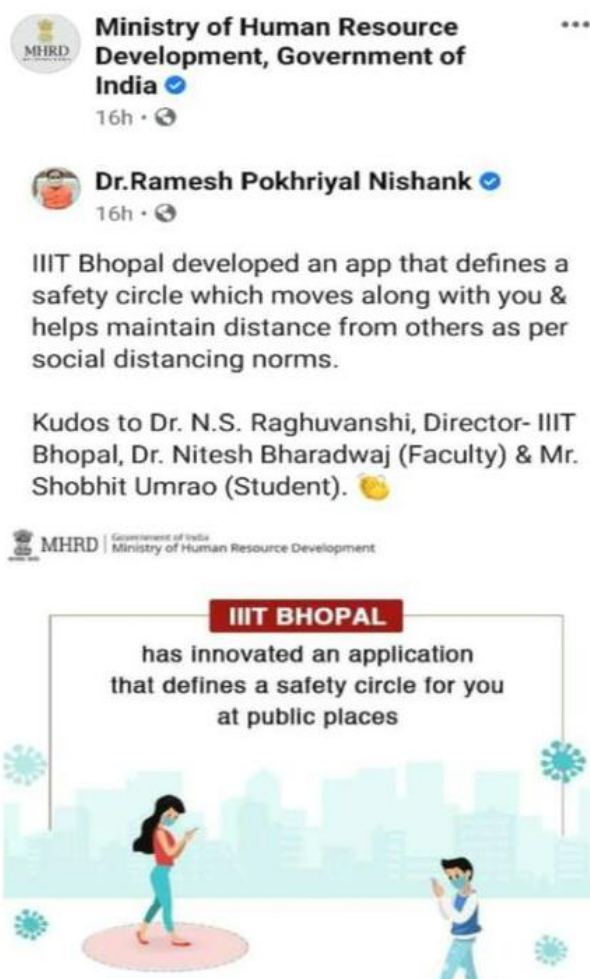 MHRD
Ministry of Human Resource
Development, Government of
India
16h ·
Dr.Ramesh Pokhriyal Nishank
16h ·
IIIT Bhopal developed an app that defines a
safety circle which moves along with you &
helps maintain distance from others as per
social distancing norms.
Kudos to Dr. N.S. Raghuvanshi, Director- IIIT
Bhopal, Dr. Nitesh Bharadwaj (Faculty) & Mr.
Shobhit Umrao (Student).
MHRD
Government of India
Ministry of Human Resource Development
IIIT BHOPAL
has innovated an application
that defines a safety circle for you
at public places